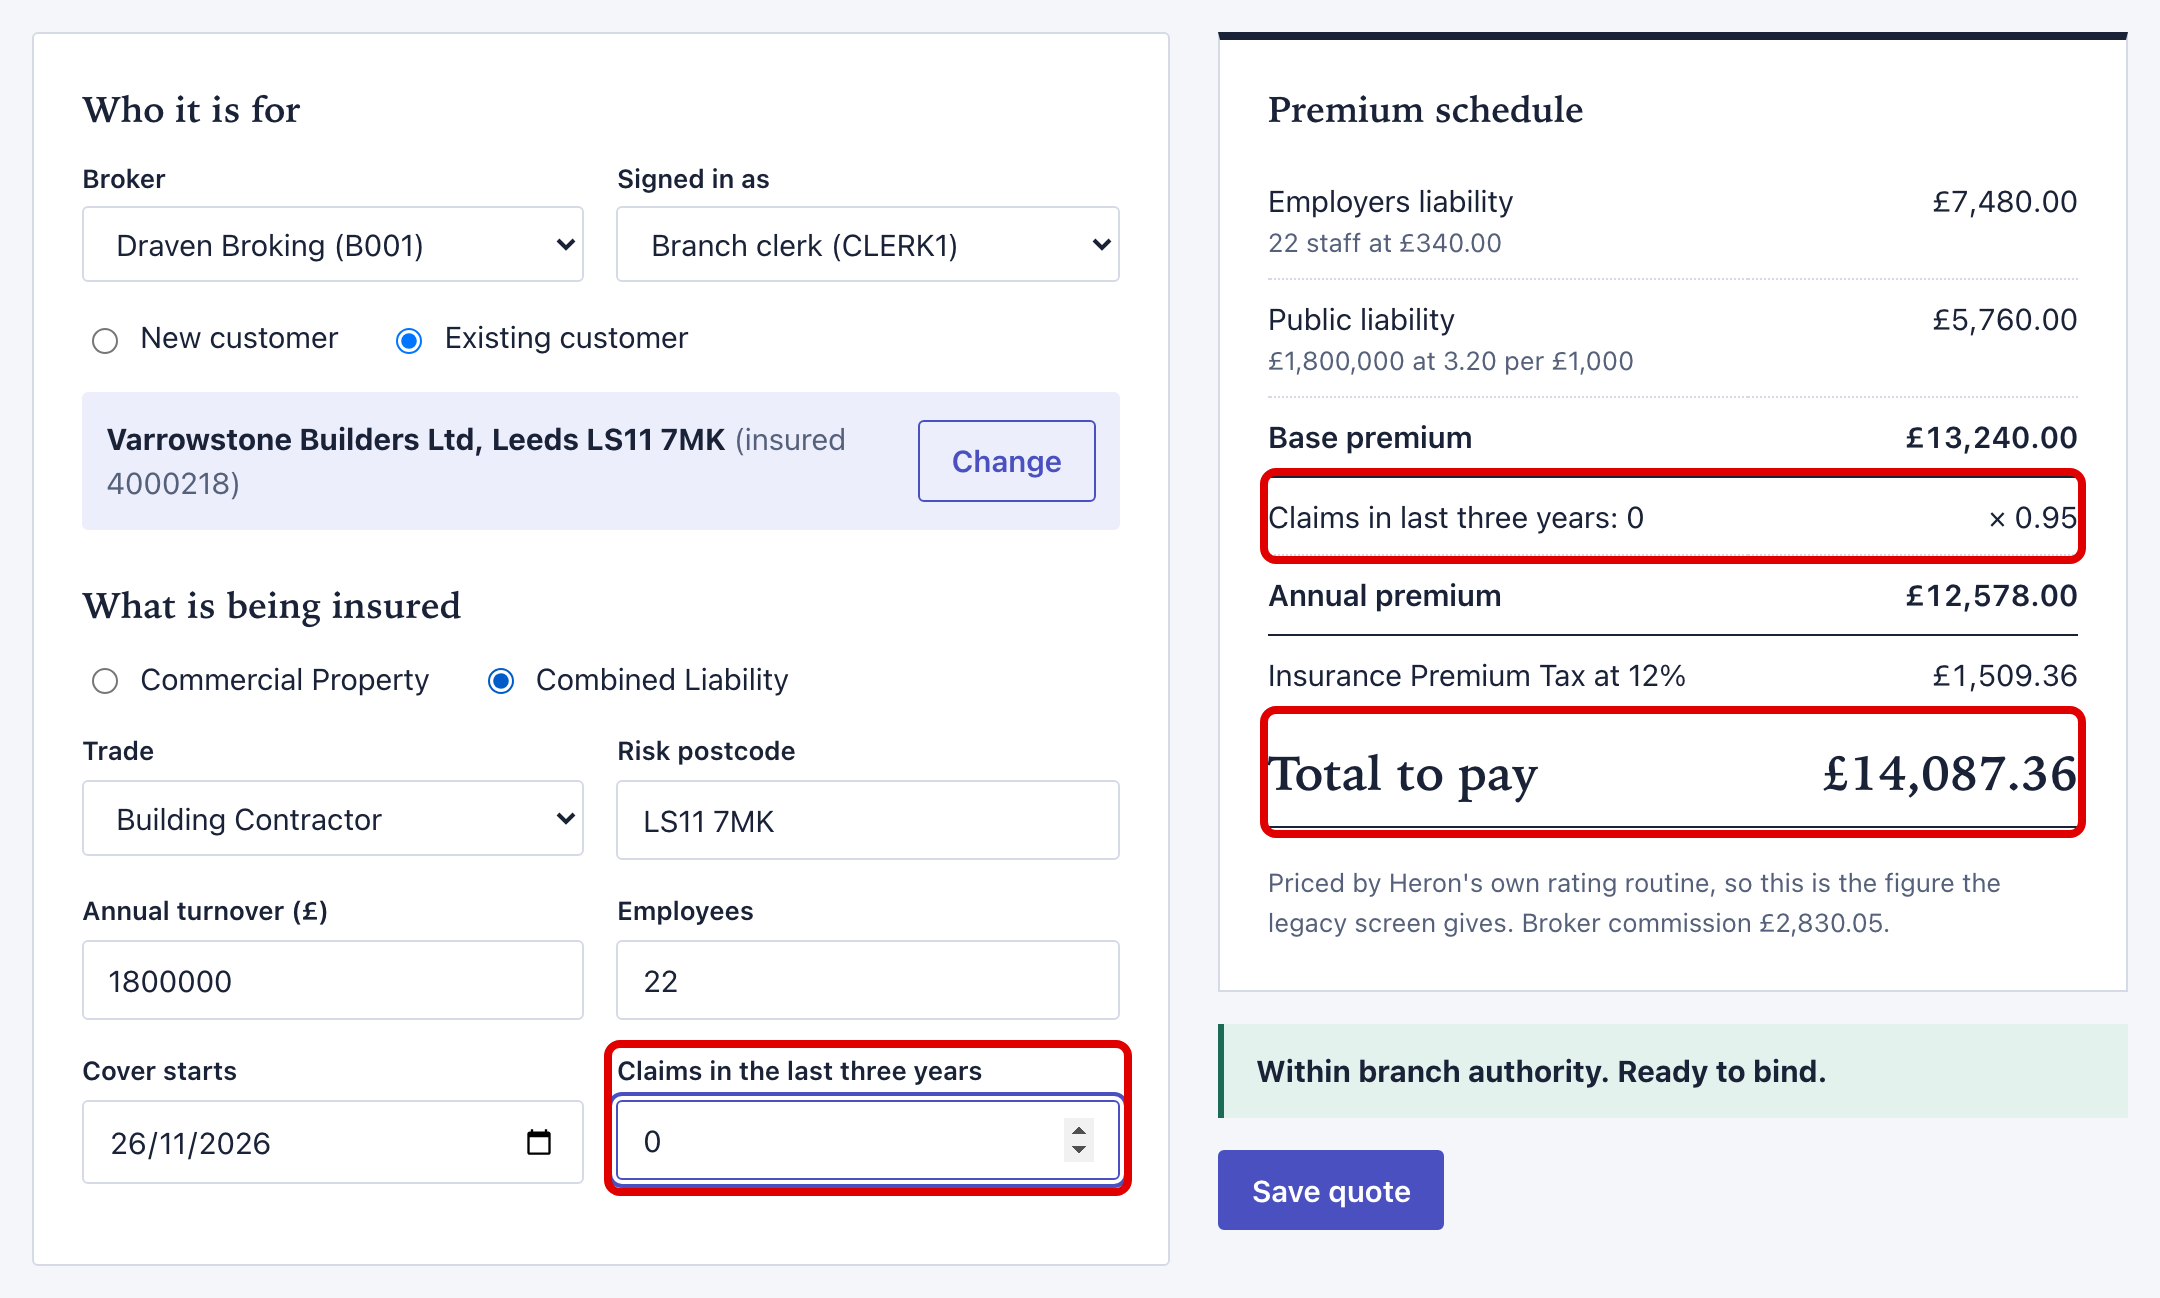 Who it is for
Broker
Signed in as
Draven Broking (B001)
Branch clerk (CLERK1)
New customer
Existing customer
Varrowstone Builders Ltd, Leeds LS11 7MK (insured
4000218)
Change
What is being insured
Commercial Property
Combined Liability
Trade
Risk postcode
Building Contractor
LS11 7MK
Annual turnover (£)
Employees
1800000
22
Cover starts
Claims in the last three years
26/11/2026
0
Premium schedule
Employers liability £7,480.00
22 staff at £340.00
Public liability £5,760.00
£1,800,000 at 3.20 per £1,000
Base premium £13,240.00
Claims in last three years: 0 × 0.95
Annual premium £12,578.00
Insurance Premium Tax at 12% £1,509.36
Total to pay £14,087.36
Priced by Heron's own rating routine, so this is the figure the
legacy screen gives. Broker commission £2,830.05.
Within branch authority. Ready to bind.
Save quote